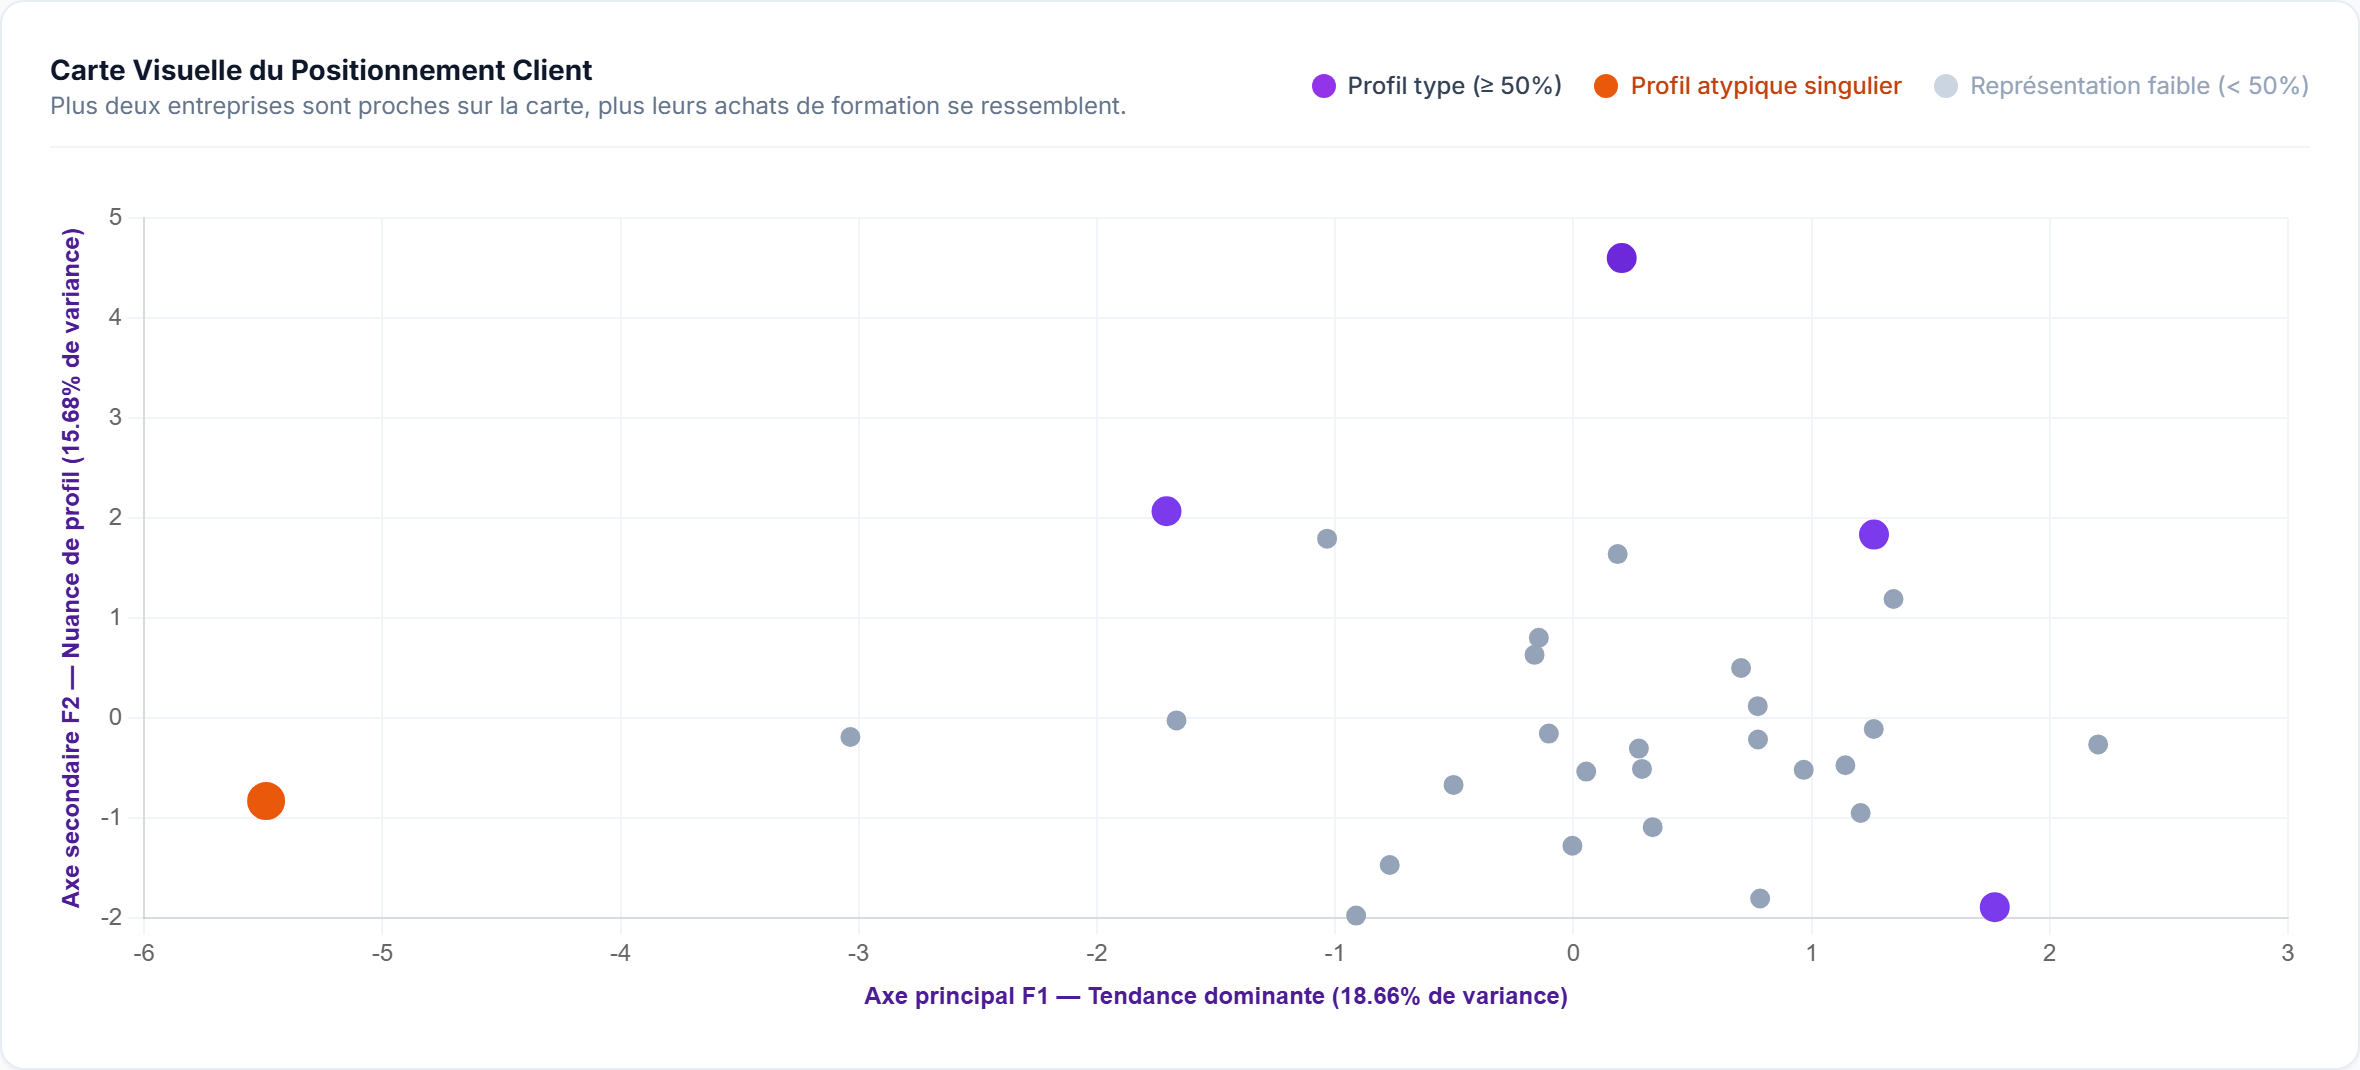 Carte Visuelle du Positionnement Client
Plus deux entreprises sont proches sur la carte, plus leurs achats de formation se ressemblent.
Profil type (≥ 50%)
Profil atypique singulier
Représentation faible (< 50%)
Axe secondaire F2 — Nuance de profil (15.68% de variance)
5
4
3
2
1
0
-1
-2
-6 -5 -4 -3 -2 -1 0 1 2 3
Axe principal F1 — Tendance dominante (18.66% de variance)